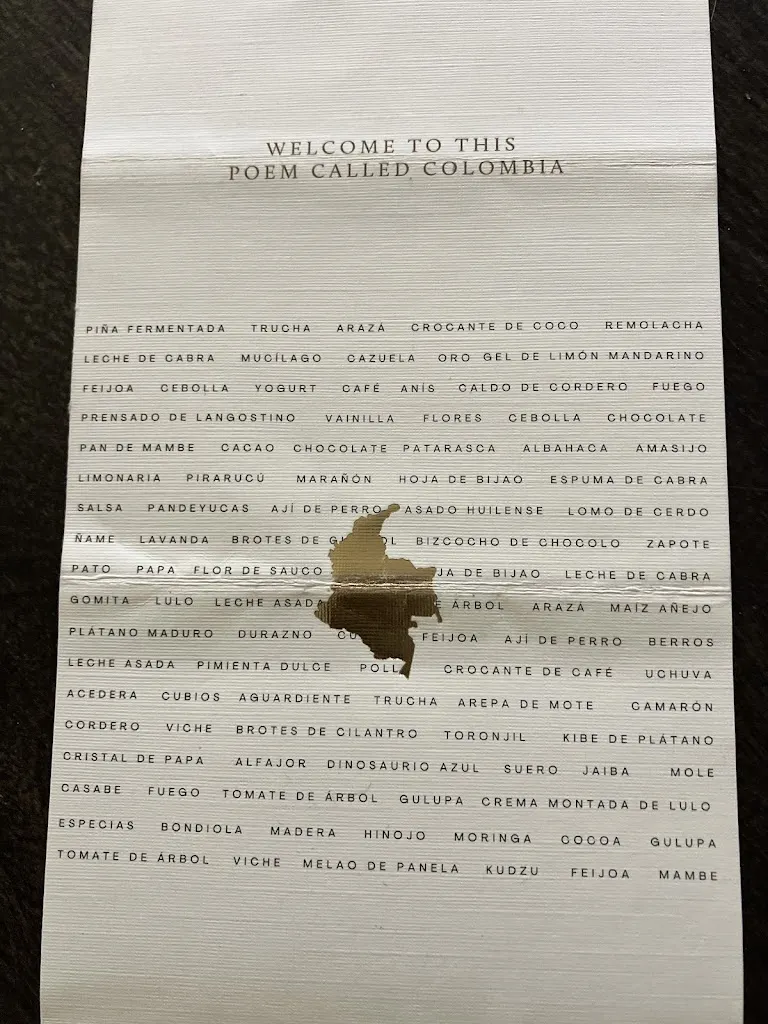 WELCOME TO THIS
POEM CALLED COLOMBIA
PIÑA FERMENTADA TRUCHA ARAZÁ CROCANTE DE COCO REMOLACHA
LECHE DE CABRA MUCÍLAGO CAZUELA ORO GEL DE LIMÓN MANDARINO
FEIJOA CEBOLLA YOGURT CAFÉ ANÍS CALDO DE CORDERO FUEGO
PRENSADO DE LANGOSTINO VAINILLA FLORES CEBOLLA CHOCOLATE
PAN DE MAMBE CACAO CHOCOLATE PATARASCA ALBAHACA AMASIJO
LIMONARIA PIRARUCÚ MARAÑÓN HOJA DE BIJAO ESPUMA DE CABRA
SALSA PANDEYUCAS AJÍ DE PERRO ASADO HUILENSE LOMO DE CERDO
ÑAME LAVANDA BROTES DE BIZCOCHO DE CHOCOLO ZAPOTE
PATO PAPA FLOR DE SAUCO JA DE BIJAO LECHE DE CABRA
GOMITA LULO LECHE ASADA E ÁRBOL ARAZÁ MAÍZ AÑEJO
PLÁTANO MADURO DURAZNO FEIJOA AJÍ DE PERRO BERROS
LECHE ASADA PIMIENTA DULCE POLL CROCANTE DE CAFÉ UCHUVA
ACEDERA CUBIOS AGUARDIENTE TRUCHA AREPA DE MOTE CAMARÓN
CORDERO VICHE BROTES DE CILANTRO TORONJIL KIBE DE PLÁTANO
CRISTAL DE PAPA ALFAJOR DINOSAURIO AZUL SUERO JAIBA MOLE
CASABE FUEGO TOMATE DE ÁRBOL GULUPA CREMA MONTADA DE LULO
ESPECIAS BONDIOLA MADERA HINOJO MORINGA COCOA GULUPA
TOMATE DE ÁRBOL VICHE MELAO DE PANELA KUDZU FEIJOA MAMBE